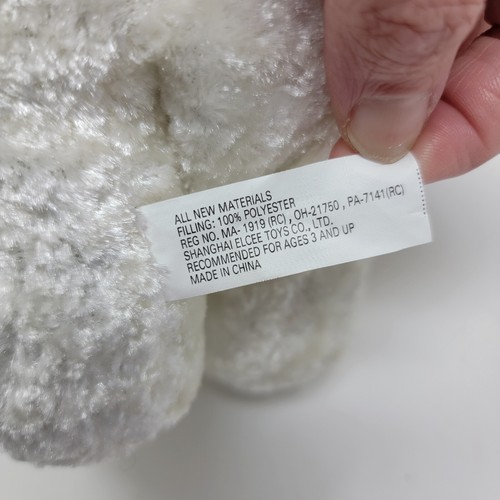 ALL NEW MATERIALS
FILLING: 100% POLYESTER
REG NO. MA- 1919 (RC) , OH-21750 , PA-7141(RC)
SHANGHAI ELCEE TOYS CO., LTD.
RECOMMENDED FOR AGES 3 AND UP
MADE IN CHINA